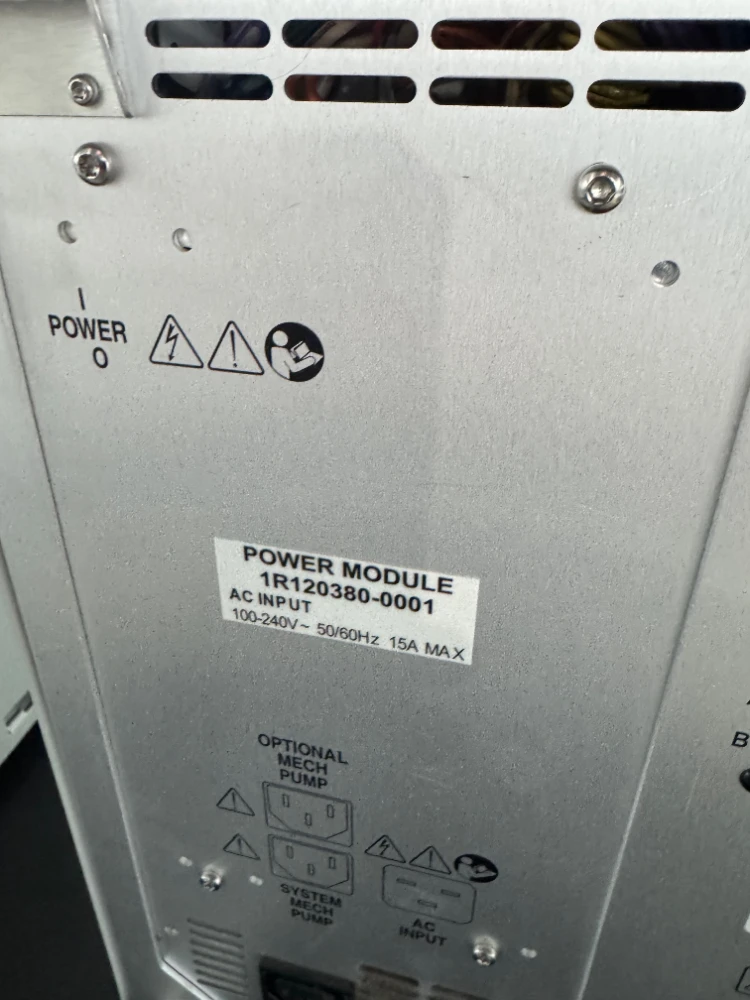 I
POWER
O
POWER MODULE
1R120380-0001
AC INPUT
100-240V~ 50/60Hz 15A MAX
OPTIONAL
MECH
PUMP
SYSTEM
MECH
PUMP
AC
INPUT
B